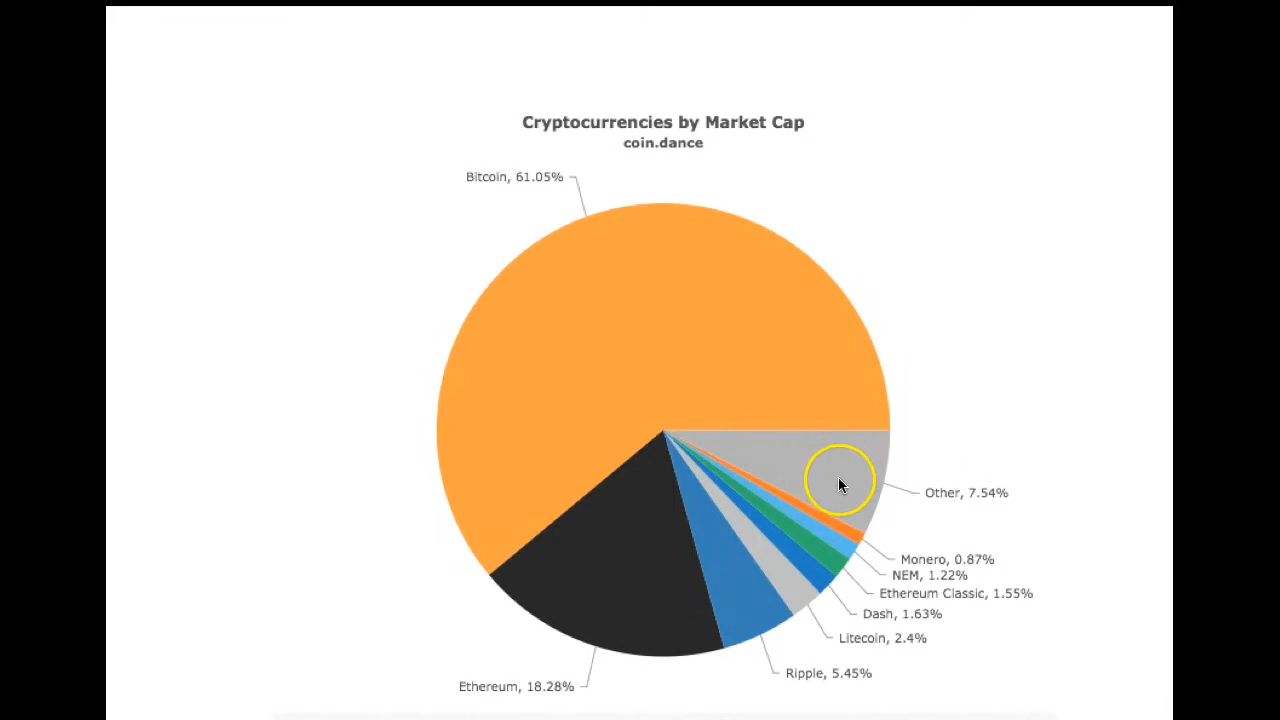 Cryptocurrencies by Market Cap
coin.dance
Bitcoin, 61.05%
Other, 7.54%
Monero, 0.87%
NEM, 1.22%
Ethereum Classic, 1.55%
Dash, 1.63%
Litecoin, 2.4%
Ripple, 5.45%
Ethereum, 18.28%